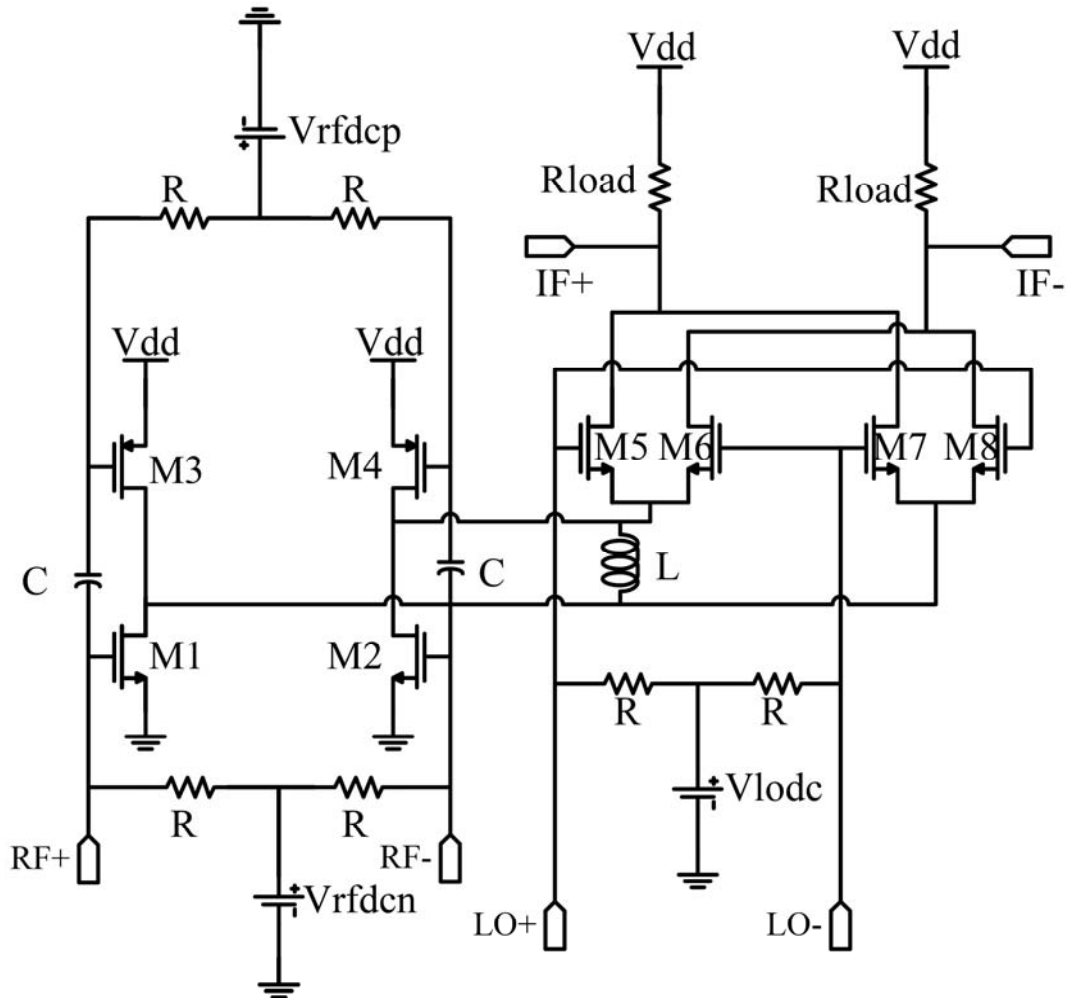 Vdd
Vdd
Vrfdcp
R
R
Rload
Rload
IF+
IF-
Vdd
Vdd
M3
M4
M5
M6
M7
M8
C
C
L
M1
M2
R
R
R
R
Vlodc
RF+
RF-
Vrfdcn
LO+
LO-